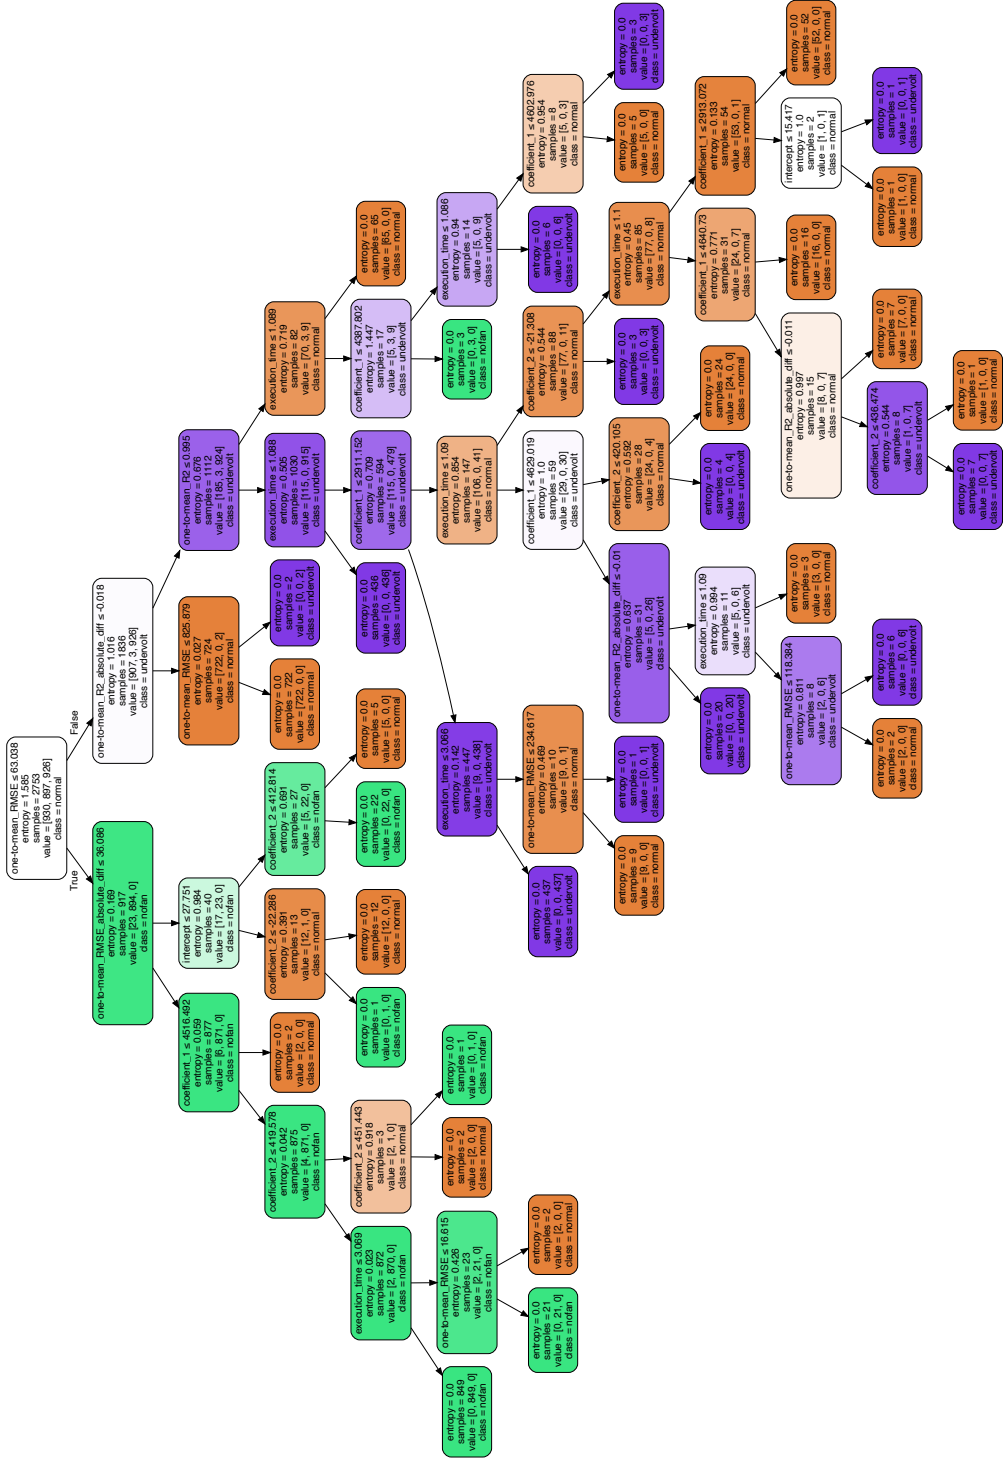 one-to-mean_RMSE ≤ 63.038
entropy = 1.585
samples = 2753
value = [930, 897, 926]
class = normal
True
False
one-to-mean_RMSE_absolute_diff ≤ 36.086
entropy = 0.169
samples = 917
value = [23, 894, 0]
class = nofan
one-to-mean_R2_absolute_diff ≤ -0.018
entropy = 1.016
samples = 1836
value = [907, 3, 926]
class = undervolt
coefficient_1 ≤ 4516.492
entropy = 0.059
samples = 877
value = [6, 871, 0]
class = nofan
intercept ≤ 27.751
entropy = 0.984
samples = 40
value = [17, 23, 0]
class = nofan
one-to-mean_RMSE ≤ 825.879
entropy = 0.027
samples = 724
value = [722, 0, 2]
class = normal
one-to-mean_R2 ≤ 0.995
entropy = 0.676
samples = 1112
value = [185, 3, 924]
class = undervolt
coefficient_2 ≤ 419.578
entropy = 0.042
samples = 875
value = [4, 871, 0]
class = nofan
entropy = 0.0
samples = 2
value = [2, 0, 0]
class = normal
coefficient_2 ≤ -22.286
entropy = 0.391
samples = 13
value = [12, 1, 0]
class = normal
coefficient_2 ≤ 412.814
entropy = 0.691
samples = 27
value = [5, 22, 0]
class = nofan
entropy = 0.0
samples = 722
value = [722, 0, 0]
class = normal
entropy = 0.0
samples = 2
value = [0, 0, 2]
class = undervolt
execution_time ≤ 1.088
entropy = 0.505
samples = 1030
value = [115, 0, 915]
class = undervolt
execution_time ≤ 1.089
entropy = 0.719
samples = 82
value = [70, 3, 9]
class = normal
execution_time ≤ 3.069
entropy = 0.023
samples = 872
value = [2, 870, 0]
class = nofan
coefficient_2 ≤ 451.443
entropy = 0.918
samples = 3
value = [2, 1, 0]
class = normal
entropy = 0.0
samples = 1
value = [0, 1, 0]
class = nofan
entropy = 0.0
samples = 12
value = [12, 0, 0]
class = normal
entropy = 0.0
samples = 22
value = [0, 22, 0]
class = nofan
entropy = 0.0
samples = 5
value = [5, 0, 0]
class = normal
entropy = 0.0
samples = 436
value = [0, 0, 436]
class = undervolt
coefficient_1 ≤ 2511.152
entropy = 0.709
samples = 594
value = [115, 0, 479]
class = undervolt
coefficient_1 ≤ 4387.802
entropy = 1.447
samples = 17
value = [5, 3, 9]
class = undervolt
entropy = 0.0
samples = 65
value = [65, 0, 0]
class = normal
entropy = 0.0
samples = 849
value = [0, 849, 0]
class = nofan
one-to-mean_RMSE ≤ 16.615
entropy = 0.426
samples = 23
value = [2, 21, 0]
class = nofan
entropy = 0.0
samples = 2
value = [2, 0, 0]
class = normal
entropy = 0.0
samples = 1
value = [0, 1, 0]
class = nofan
execution_time ≤ 3.066
entropy = 0.142
samples = 447
value = [9, 0, 438]
class = undervolt
execution_time ≤ 1.09
entropy = 0.854
samples = 147
value = [106, 0, 41]
class = normal
entropy = 0.0
samples = 3
value = [0, 3, 0]
class = nofan
execution_time ≤ 1.086
entropy = 0.94
samples = 14
value = [5, 0, 9]
class = undervolt
entropy = 0.0
samples = 21
value = [0, 21, 0]
class = nofan
entropy = 0.0
samples = 2
value = [2, 0, 0]
class = normal
entropy = 0.0
samples = 437
value = [0, 0, 437]
class = undervolt
one-to-mean_RMSE ≤ 234.617
entropy = 0.469
samples = 10
value = [9, 0, 1]
class = normal
coefficient_1 ≤ 4629.019
entropy = 1.0
samples = 59
value = [29, 0, 30]
class = undervolt
coefficient_2 ≤ -21.308
entropy = 0.544
samples = 88
value = [77, 0, 11]
class = normal
entropy = 0.0
samples = 6
value = [0, 0, 6]
class = undervolt
coefficient_1 ≤ 4602.976
entropy = 0.954
samples = 8
value = [5, 0, 3]
class = normal
entropy = 0.0
samples = 9
value = [9, 0, 0]
class = normal
entropy = 0.0
samples = 1
value = [0, 0, 1]
class = undervolt
one-to-mean_R2_absolute_diff ≤ -0.01
entropy = 0.637
samples = 31
value = [5, 0, 26]
class = undervolt
coefficient_2 ≤ 420.105
entropy = 0.592
samples = 28
value = [24, 0, 4]
class = normal
entropy = 0.0
samples = 3
value = [0, 0, 3]
class = undervolt
execution_time ≤ 1.1
entropy = 0.45
samples = 85
value = [77, 0, 8]
class = normal
entropy = 0.0
samples = 5
value = [5, 0, 0]
class = normal
entropy = 0.0
samples = 3
value = [0, 0, 3]
class = undervolt
entropy = 0.0
samples = 20
value = [0, 0, 20]
class = undervolt
execution_time ≤ 1.09
entropy = 0.994
samples = 11
value = [5, 0, 6]
class = undervolt
entropy = 0.0
samples = 4
value = [0, 0, 4]
class = undervolt
entropy = 0.0
samples = 24
value = [24, 0, 0]
class = normal
coefficient_1 ≤ 4640.73
entropy = 0.771
samples = 31
value = [24, 0, 7]
class = normal
coefficient_1 ≤ 2913.072
entropy = 0.133
samples = 54
value = [53, 0, 1]
class = normal
one-to-mean_RMSE ≤ 118.384
entropy = 0.811
samples = 8
value = [2, 0, 6]
class = undervolt
entropy = 0.0
samples = 3
value = [3, 0, 0]
class = normal
one-to-mean_R2_absolute_diff ≤ -0.011
entropy = 0.997
samples = 15
value = [8, 0, 7]
class = normal
entropy = 0.0
samples = 16
value = [16, 0, 0]
class = normal
intercept ≤ 15.417
entropy = 1.0
samples = 2
value = [1, 0, 1]
class = normal
entropy = 0.0
samples = 52
value = [52, 0, 0]
class = normal
entropy = 0.0
samples = 2
value = [2, 0, 0]
class = normal
entropy = 0.0
samples = 6
value = [0, 0, 6]
class = undervolt
coefficient_2 ≤ 436.474
entropy = 0.544
samples = 8
value = [1, 0, 7]
class = undervolt
entropy = 0.0
samples = 7
value = [7, 0, 0]
class = normal
entropy = 0.0
samples = 1
value = [1, 0, 0]
class = normal
entropy = 0.0
samples = 1
value = [0, 0, 1]
class = undervolt
entropy = 0.0
samples = 7
value = [0, 0, 7]
class = undervolt
entropy = 0.0
samples = 1
value = [1, 0, 0]
class = normal